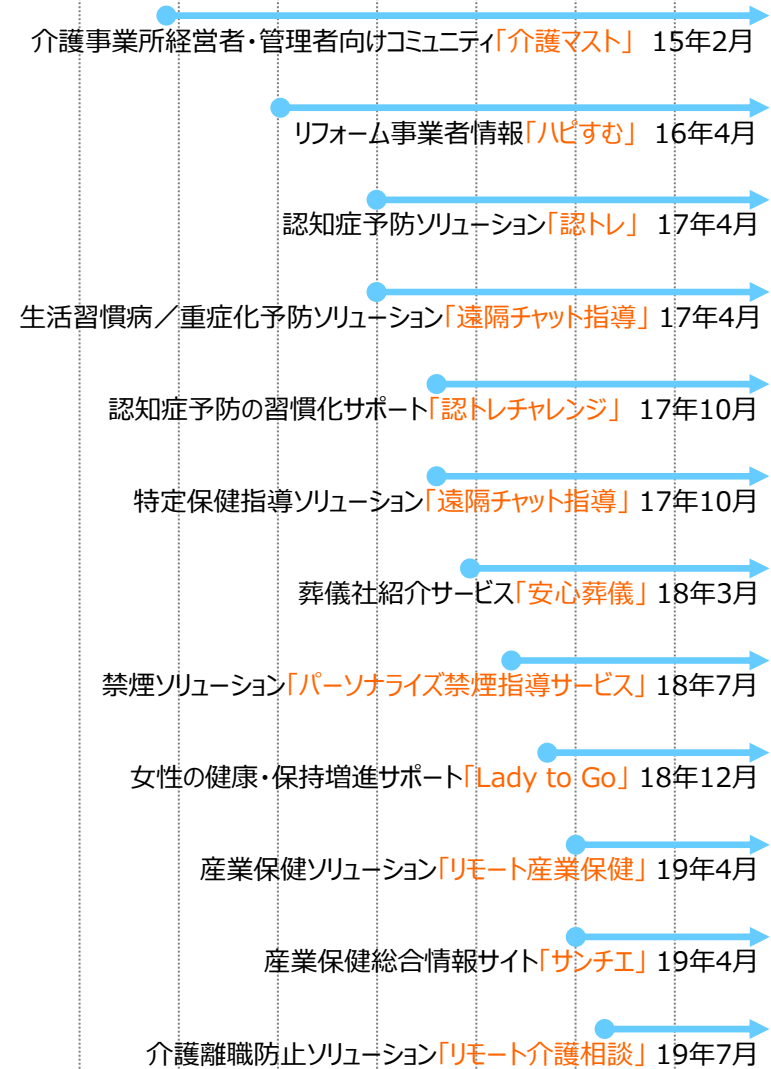 介護事業所経営者・管理者向けコミュニティ「介護マスト」 15年2月
リフォーム事業者情報「ハピすむ」 16年4月
認知症予防ソリューション「認トレ」 17年4月
生活習慣病／重症化予防ソリューション「遠隔チャット指導」 17年4月
認知症予防の習慣化サポート「認トレチャレンジ」 17年10月
特定保健指導ソリューション「遠隔チャット指導」 17年10月
葬儀社紹介サービス「安心葬儀」 18年3月
禁煙ソリューション「パーソナライズ禁煙指導サービス」 18年7月
女性の健康・保持増進サポート「Lady to Go」 18年12月
産業保健ソリューション「リモート産業保健」 19年4月
産業保健総合情報サイト「サンチエ」 19年4月
介護離職防止ソリューション「リモート介護相談」 19年7月